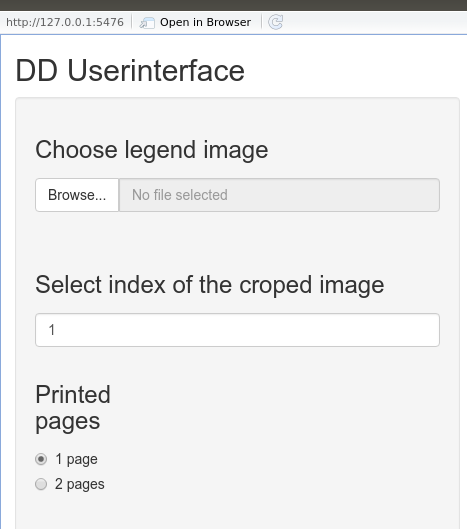 http://127.0.0.1:5476 Open in Browser
DD Userinterface
Choose legend image
Browse... No file selected
Select index of the croped image
1
Printed
pages
1 page
2 pages